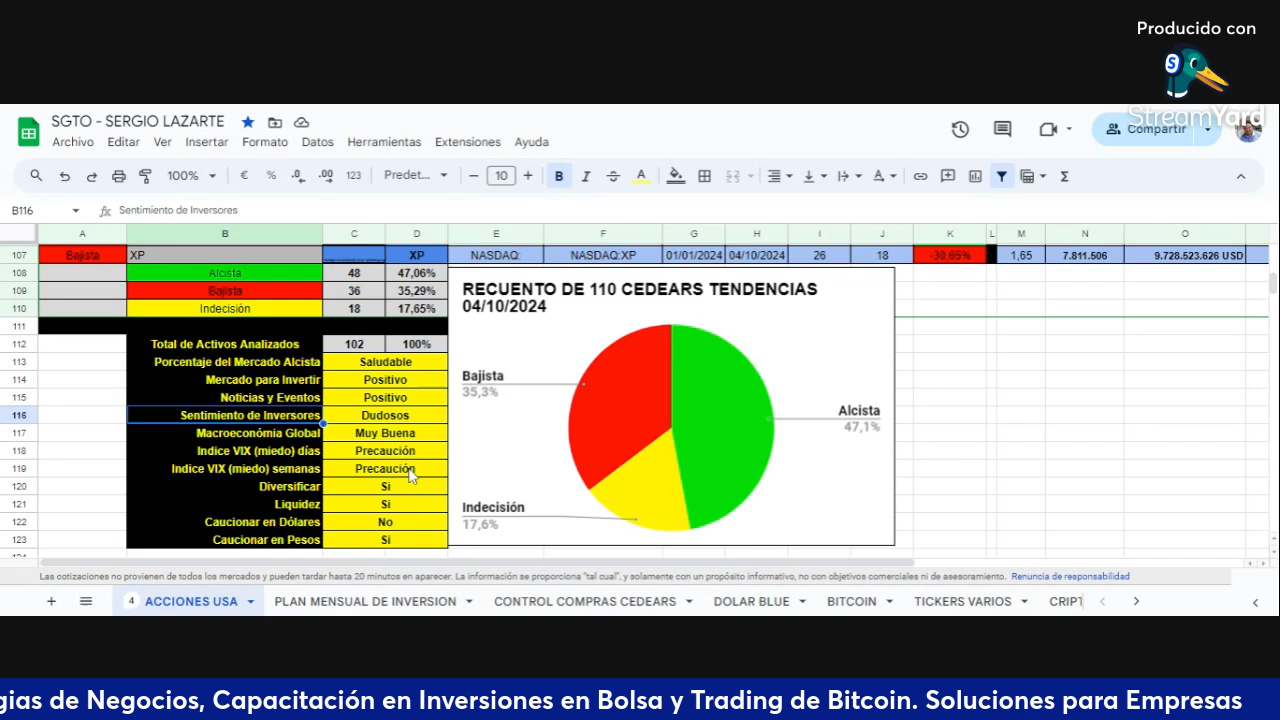 Producido con
StreamYard
SGTO - SERGIO LAZARTE
Archivo Editar Ver Insertar Formato Datos Herramientas Extensiones Ayuda
Compartir
100% € % .0 .00 123 Predet... - 10 + B I S A Σ
B116 fx Sentimiento de Inversores
A B C D E F G H I J K L M N O
107 Bajista XP XP NASDAQ: NASDAQ:XP 01/01/2024 04/10/2024 26 18 -30,65% 1,65 7.811.506 9.728.523.626 USD
108 Alcista 48 47,06%
109 Bajista 36 35,29%
110 Indecisión 18 17,65%
111
112 Total de Activos Analizados 102 100%
113 Porcentaje del Mercado Alcista Saludable
114 Mercado para Invertir Positivo
115 Noticias y Eventos Positivo
116 Sentimiento de Inversores Dudosos
117 Macroeconómia Global Muy Buena
118 Indice VIX (miedo) días Precaución
119 Indice VIX (miedo) semanas Precaución
120 Diversificar Si
121 Liquidez Si
122 Caucionar en Dólares No
123 Caucionar en Pesos Si
RECUENTO DE 110 CEDEARS TENDENCIAS
04/10/2024
Bajista
35,3%
Alcista
47,1%
Indecisión
17,6%
Las cotizaciones no provienen de todos los mercados y pueden tardar hasta 20 minutos en aparecer. La información se proporciona "tal cual", y solamente con un propósito informativo, no con objetivos comerciales ni de asesoramiento. Renuncia de responsabilidad
4 ACCIONES USA PLAN MENSUAL DE INVERSION CONTROL COMPRAS CEDEARS DOLAR BLUE BITCOIN TICKERS VARIOS CRIPT
gias de Negocios, Capacitación en Inversiones en Bolsa y Trading de Bitcoin. Soluciones para Empresas